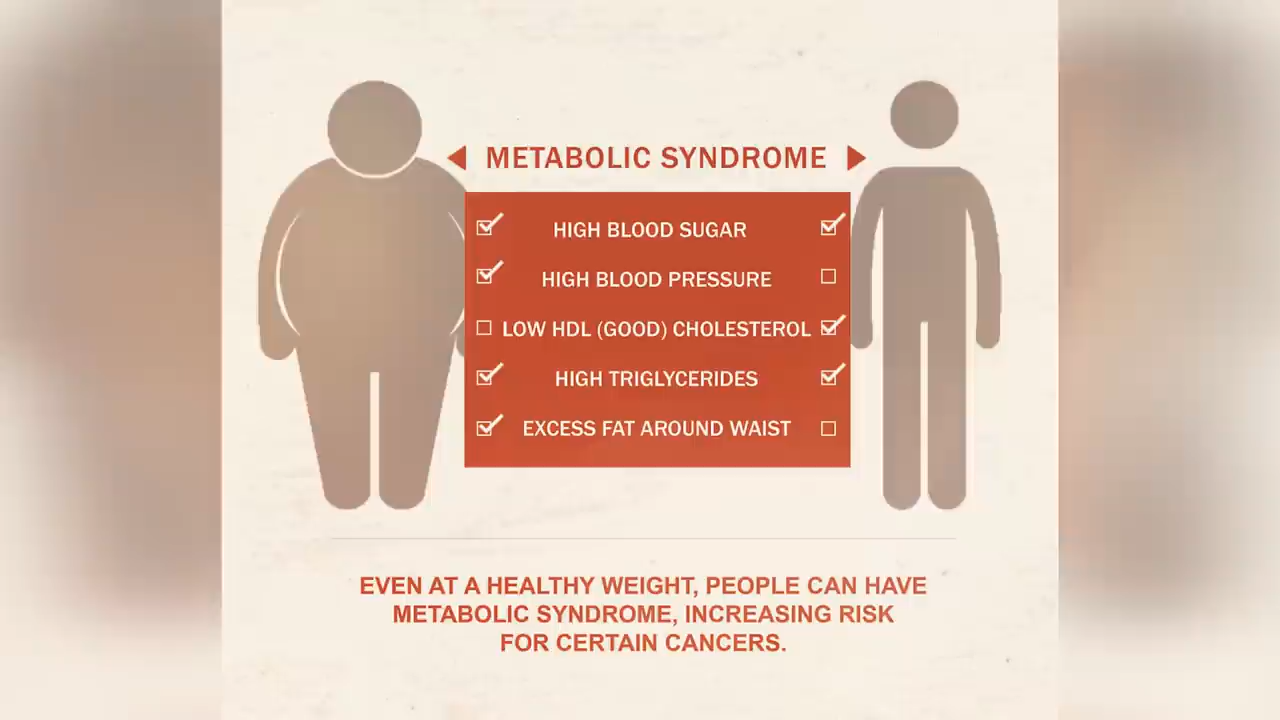 METABOLIC SYNDROME
HIGH BLOOD SUGAR
HIGH BLOOD PRESSURE
LOW HDL (GOOD) CHOLESTEROL
HIGH TRIGLYCERIDES
EXCESS FAT AROUND WAIST
EVEN AT A HEALTHY WEIGHT, PEOPLE CAN HAVE
METABOLIC SYNDROME, INCREASING RISK
FOR CERTAIN CANCERS.